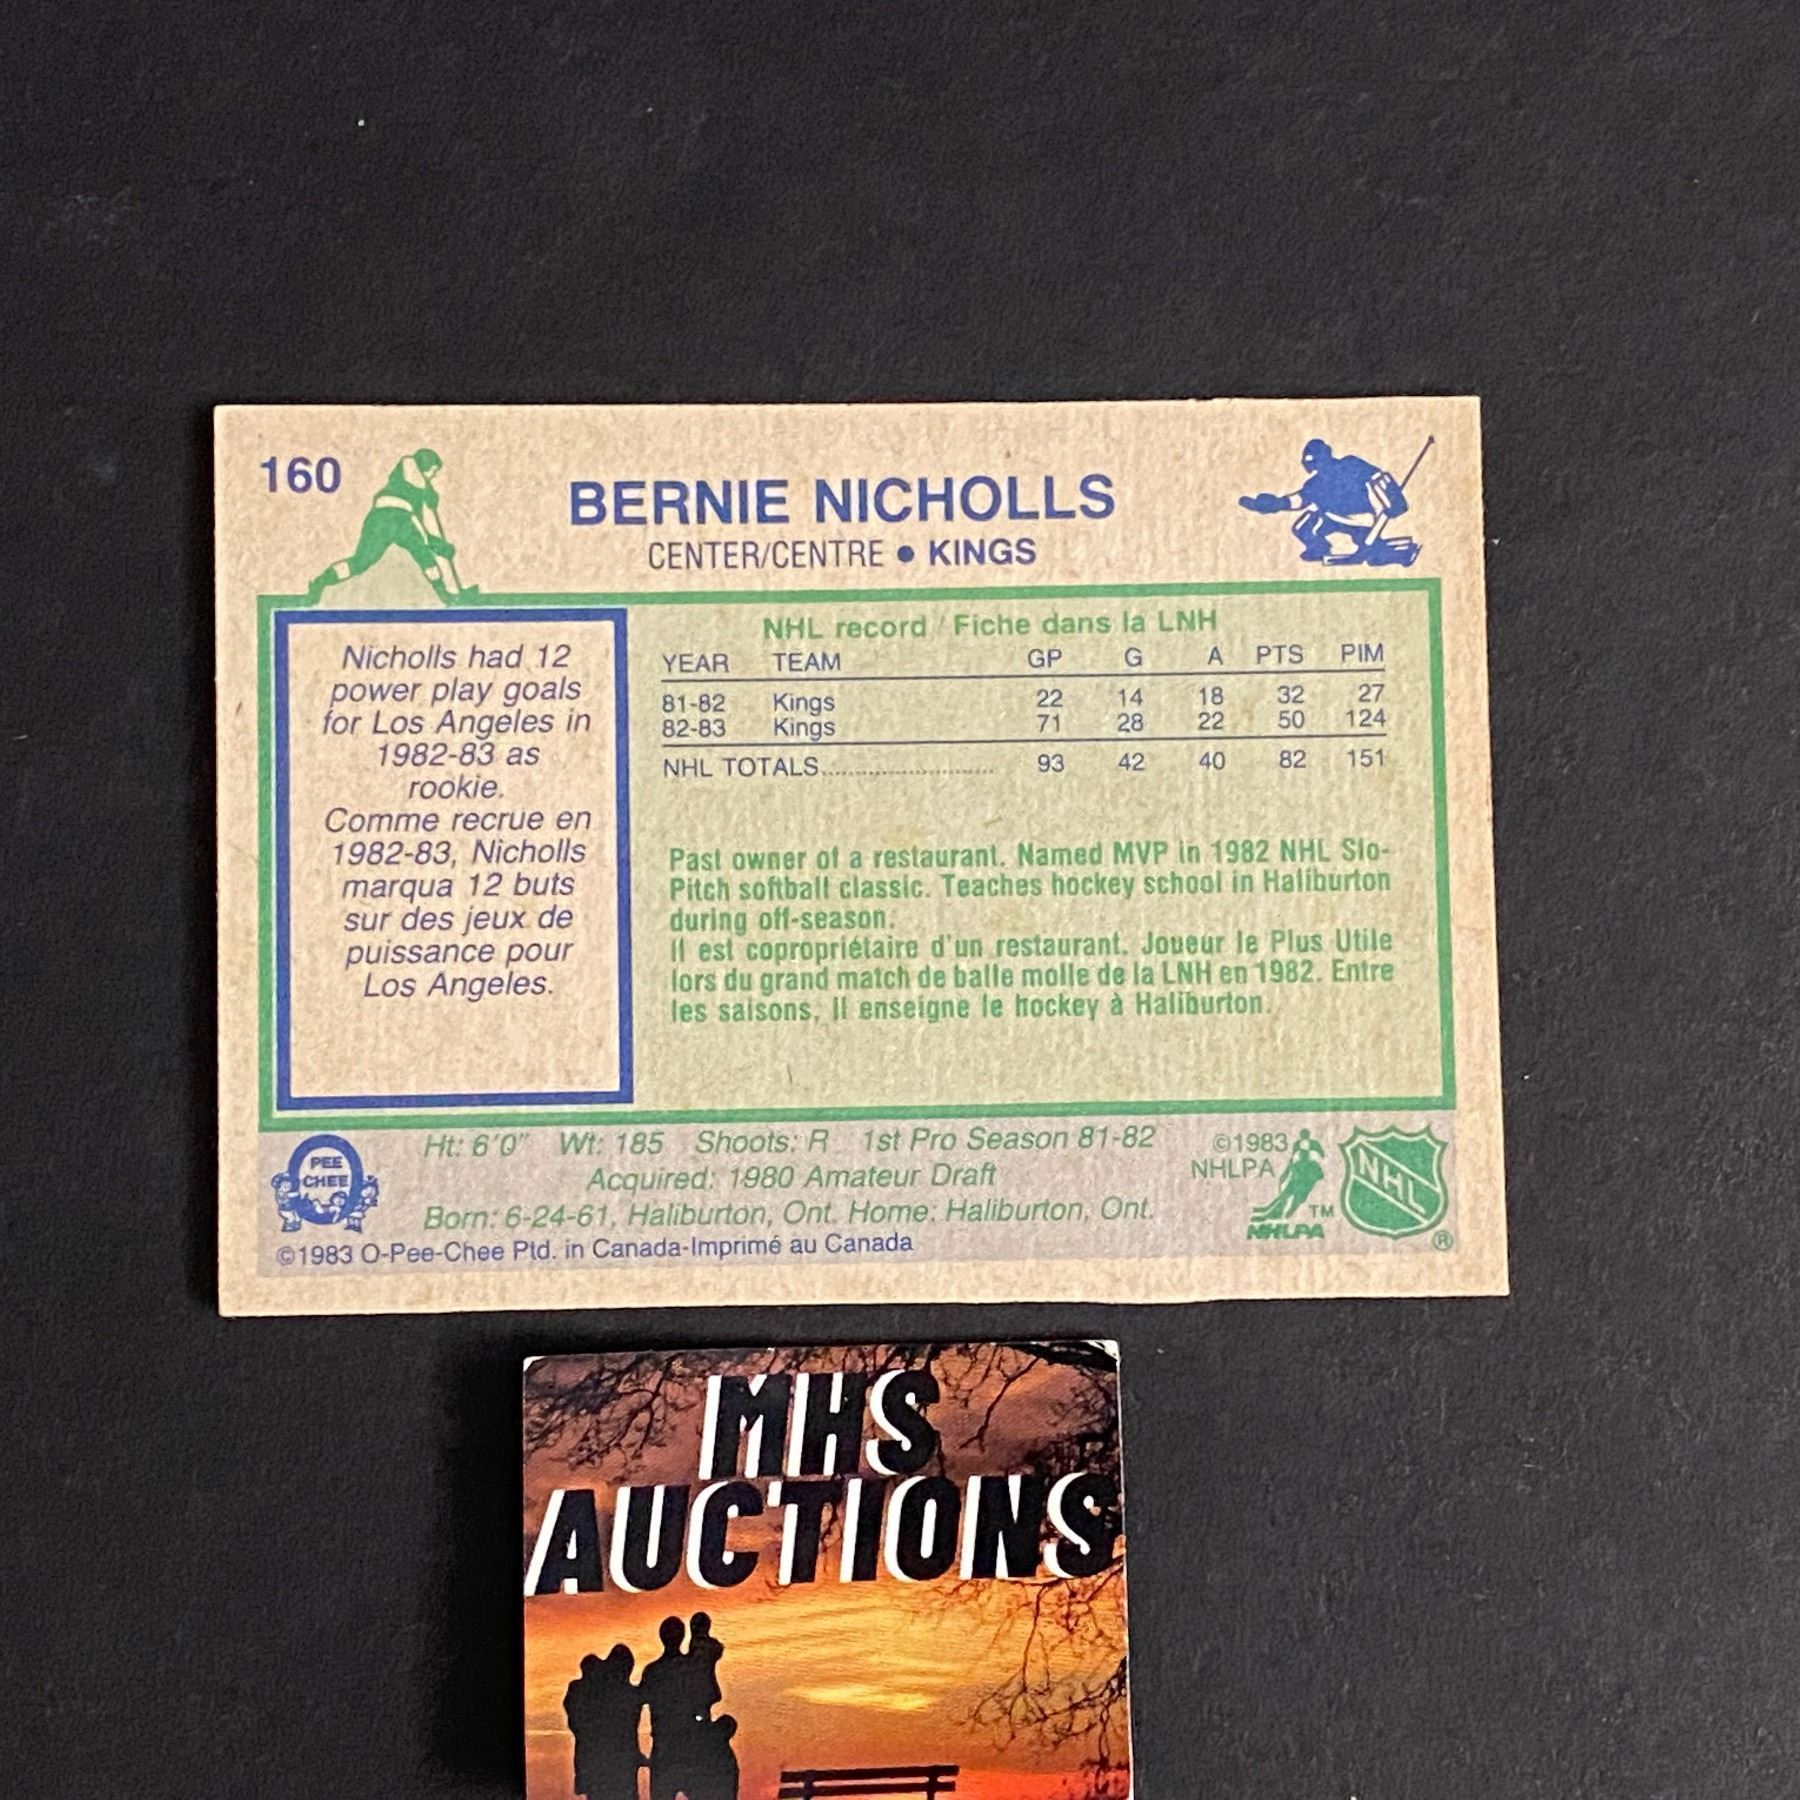 160
BERNIE NICHOLLS
CENTER/CENTRE • KINGS
Nicholls had 12
power play goals
for Los Angeles in
1982-83 as
rookie.
Comme recrue en
1982-83, Nicholls
marqua 12 buts
sur des jeux de
puissance pour
Los Angeles.
NHL record / Fiche dans la LNH
YEAR TEAM GP G A PTS PIM
81-82 Kings 22 14 18 32 27
82-83 Kings 71 28 22 50 124
NHL TOTALS........................ 93 42 40 82 151
Past owner of a restaurant. Named MVP in 1982 NHL Slo-
Pitch softball classic. Teaches hockey school in Haliburton
during off-season.
Il est copropriétaire d'un restaurant. Joueur le Plus Utile
lors du grand match de balle molle de la LNH en 1982. Entre
les saisons, il enseigne le hockey à Haliburton.
PEE
CHEE
Ht: 6'0" Wt: 185 Shoots: R 1st Pro Season 81-82
Acquired: 1980 Amateur Draft
Born: 6-24-61, Haliburton, Ont. Home: Haliburton, Ont.
©1983 O-Pee-Chee Ptd. in Canada-Imprimé au Canada
©1983
NHLPA
TM
NHLPA
NHL
®
MHS
AUCTIONS